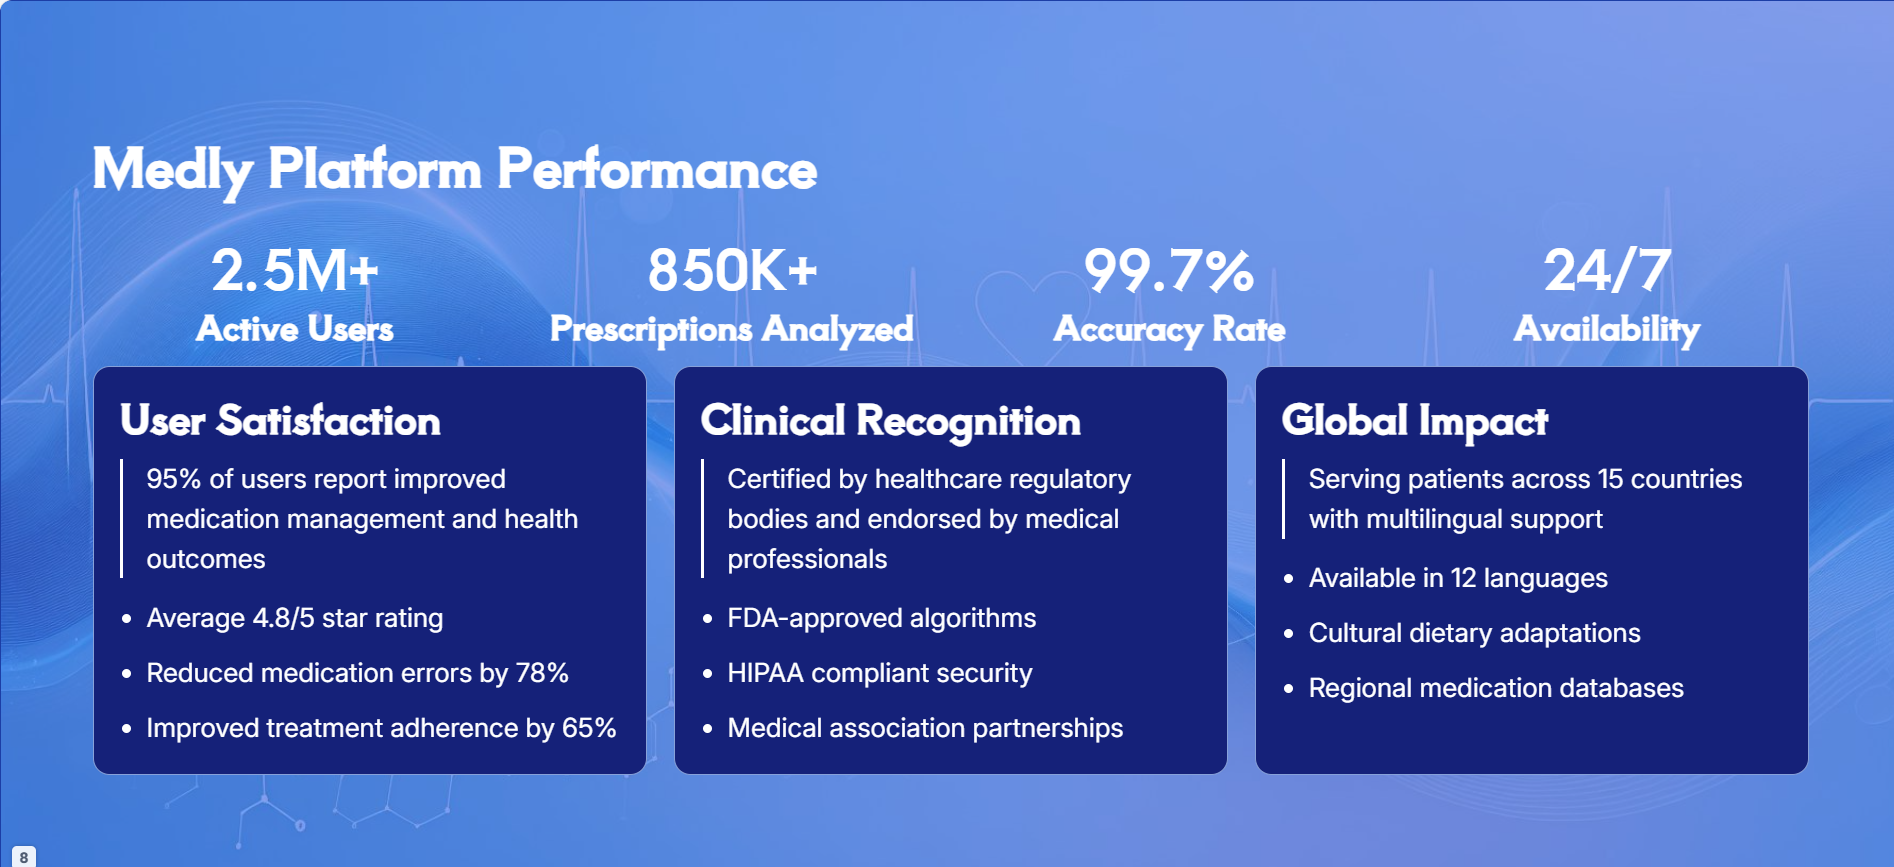 Medly Platform Performance
2.5M+
Active Users
850K+
Prescriptions Analyzed
99.7%
Accuracy Rate
24/7
Availability
User Satisfaction
95% of users report improved
medication management and health
outcomes
• Average 4.8/5 star rating
• Reduced medication errors by 78%
• Improved treatment adherence by 65%
Clinical Recognition
Certified by healthcare regulatory
bodies and endorsed by medical
professionals
• FDA-approved algorithms
• HIPAA compliant security
• Medical association partnerships
Global Impact
Serving patients across 15 countries
with multilingual support
• Available in 12 languages
• Cultural dietary adaptations
• Regional medication databases
8